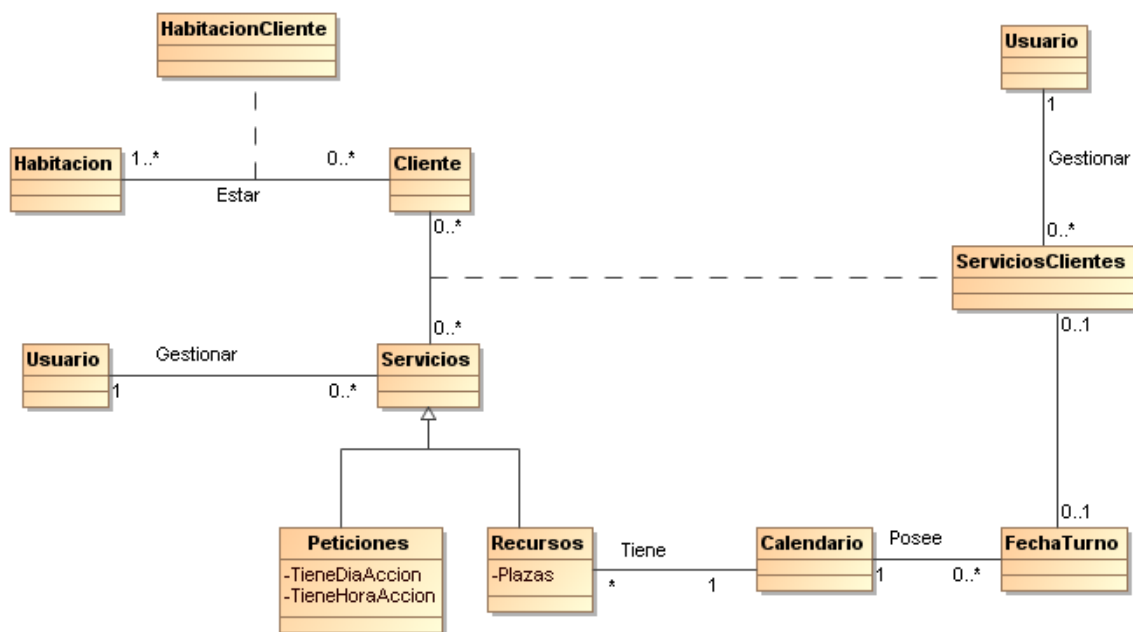 HabitacionCliente
Usuario
1
Gestionar
0..*
Habitacion
1..*
0..*
Cliente
Estar
0..*
ServiciosClientes
0..1
0..*
Usuario
Gestionar
Servicios
1
0..*
0..1
Peticiones
-TieneDiaAccion
-TieneHoraAccion
Recursos
-Plazas
Tiene
*
1
Calendario
Posee
1
0..*
FechaTurno